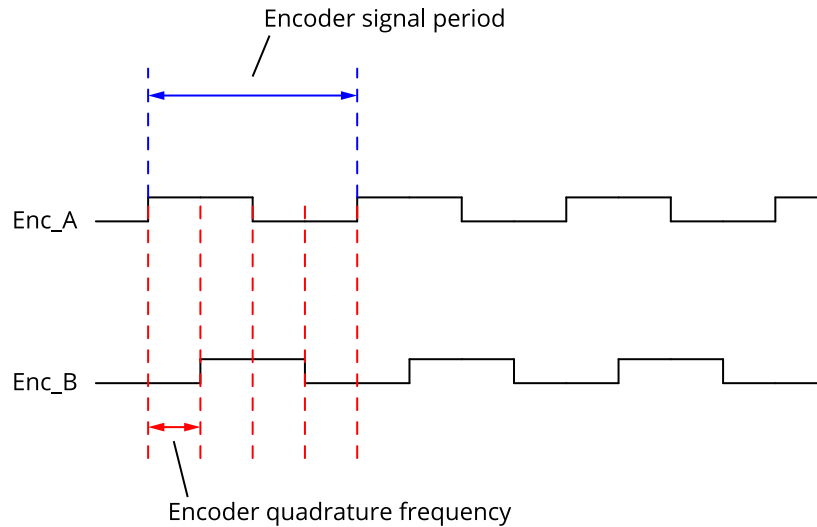 Encoder signal period
Enc_A
Enc_B
Encoder quadrature frequency